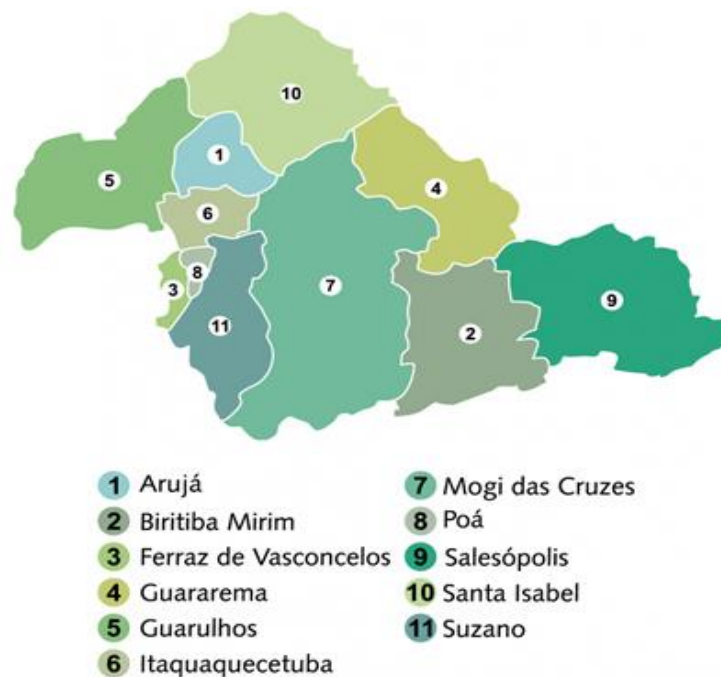 10
1
5
4
6
8
3
7
9
11
2
1 Arujá
2 Biritiba Mirim
3 Ferraz de Vasconcelos
4 Guararema
5 Guarulhos
6 Itaquaquecetuba
7 Mogi das Cruzes
8 Poá
9 Salesópolis
10 Santa Isabel
11 Suzano